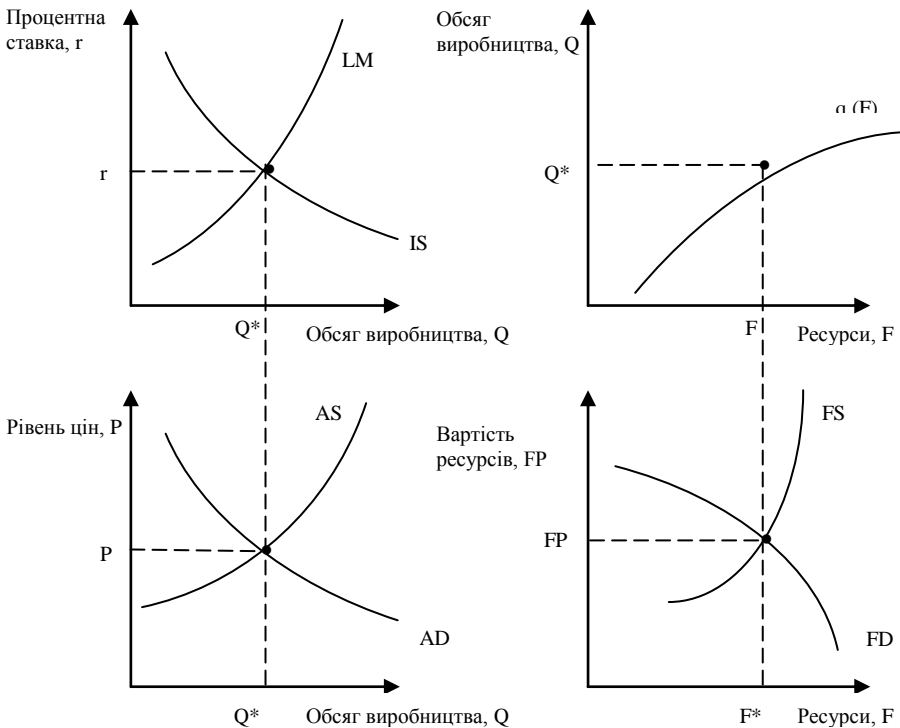 Процентна
ставка, r
LM
r
IS
Q*
Обсяг виробництва, Q
Обсяг
виробництва, Q
q (F)
Q*
F
Ресурси, F
Рівень цін, P
AS
P
AD
Q*
Обсяг виробництва, Q
Вартість
ресурсів, FP
FS
FP
FD
F*
Ресурси, F